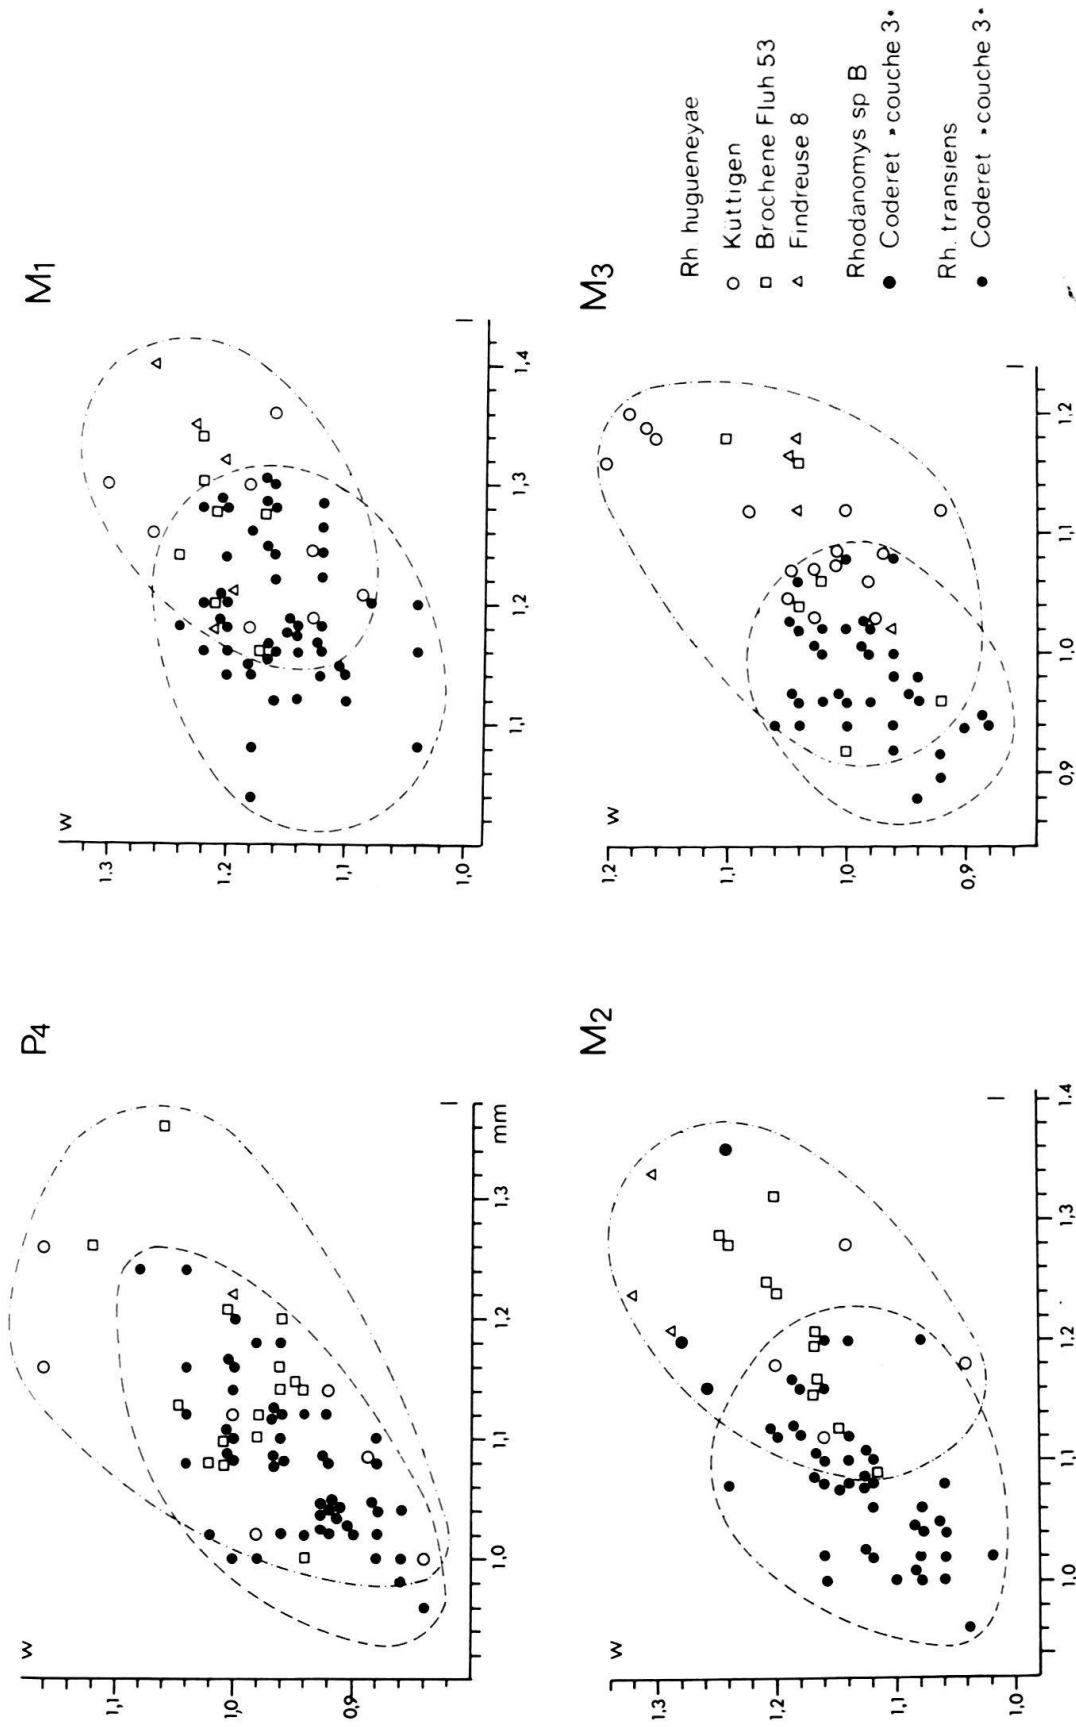 P4
w
1,1
1,0
0,9
1,0
1,1
1,2
1,3
mm
l
M1
w
1,3
1,2
1,1
1,0
1,1
1,2
1,3
1,4
l
M2
w
1,3
1,2
1,1
1,0
1,0
1,1
1,2
1,3
1,4
l
M3
w
1,2
1,1
1,0
0,9
0,9
1,0
1,1
1,2
l
Rh. hugueneyae
Küttigen
Brochene Fluh 53
Findreuse 8
Rhodanomys sp B
Coderet »couche 3«
Rh. transiens
Coderet »couche 3«